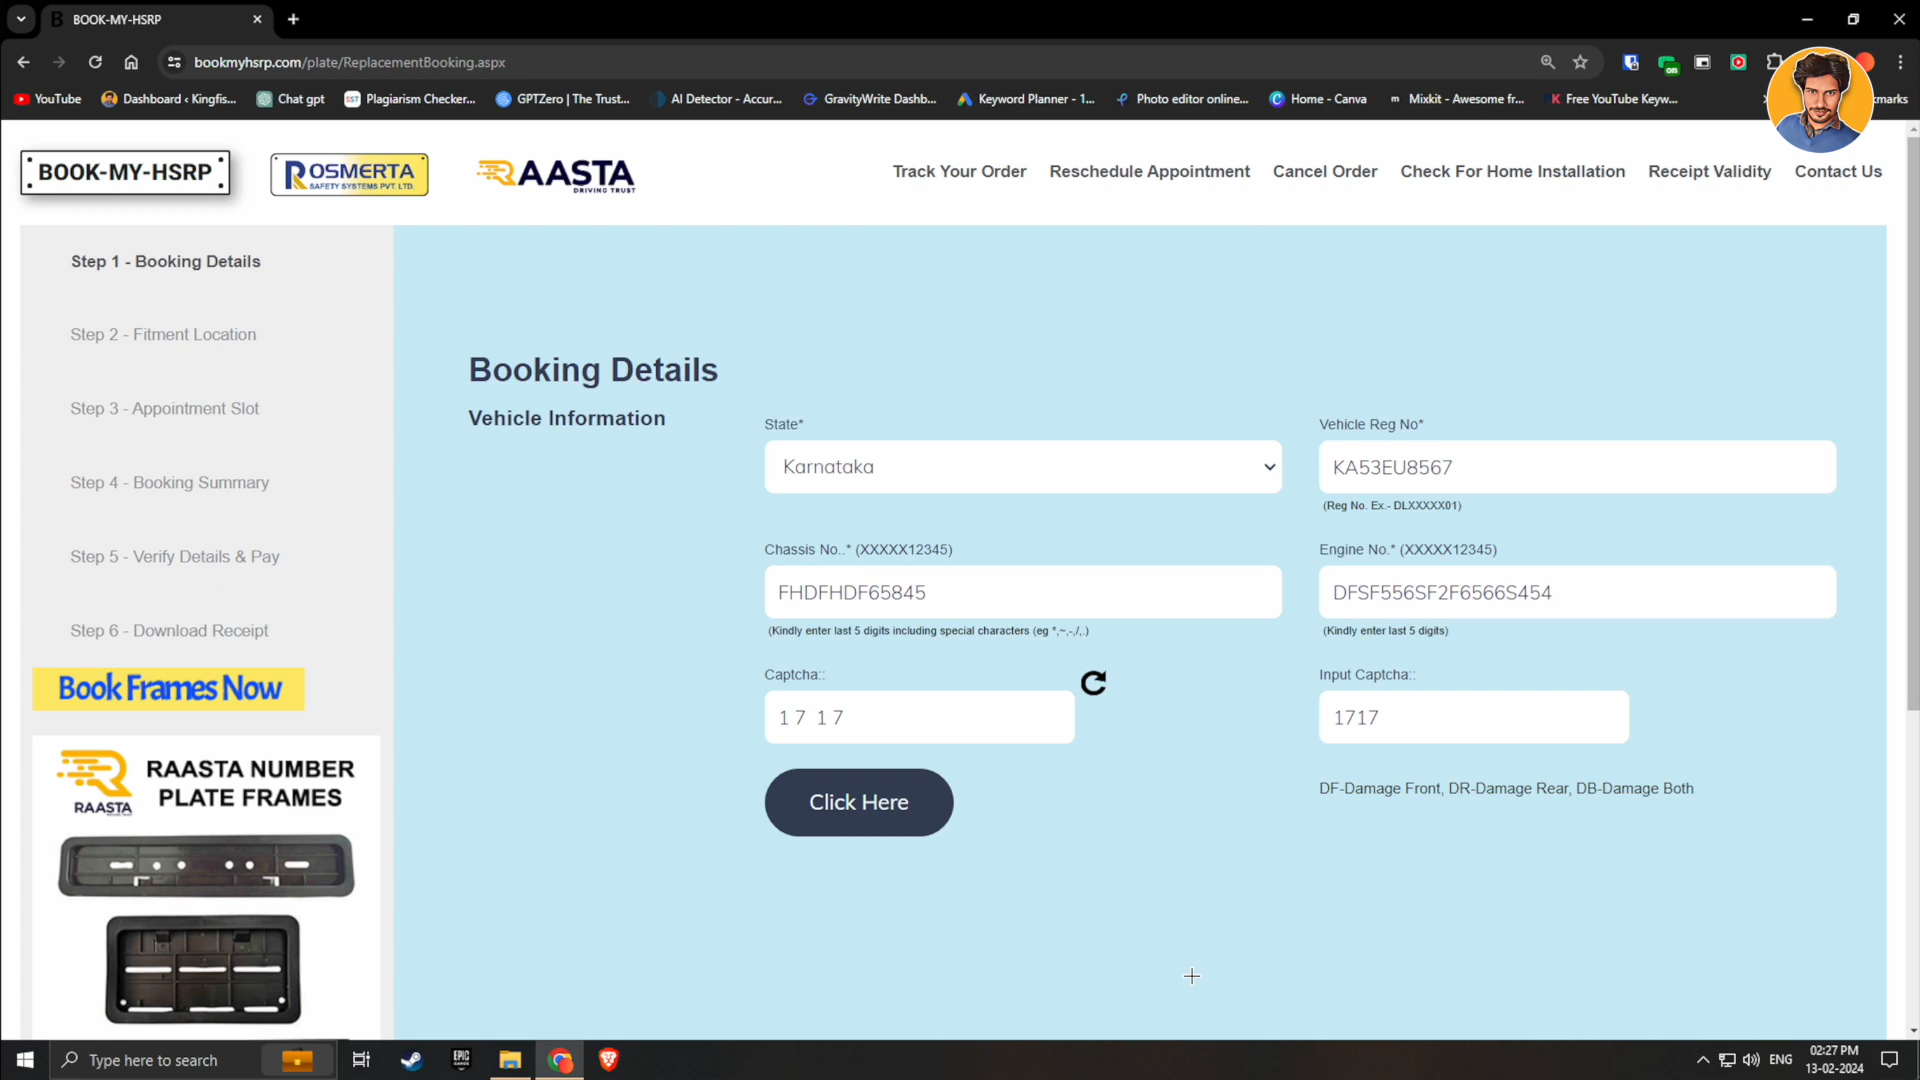 BOOK-MY-HSRP
bookmyhsrp.com/plate/ReplacementBooking.aspx
on
YouTube
Dashboard ‹ Kingfis...
Chat gpt
SST
Plagiarism Checker...
GPTZero | The Trust...
AI Detector - Accur...
GravityWrite Dashb...
Keyword Planner - 1...
Photo editor online...
Home - Canva
Mixkit - Awesome fr...
Free YouTube Keyw...
BOOK-MY-HSRP
ROSMERTA
SAFETY SYSTEMS PVT. LTD.
RAASTA
DRIVING TRUST
Track Your Order
Reschedule Appointment
Cancel Order
Check For Home Installation
Receipt Validity
Contact Us
Step 1 - Booking Details
Step 2 - Fitment Location
Step 3 - Appointment Slot
Step 4 - Booking Summary
Step 5 - Verify Details & Pay
Step 6 - Download Receipt
Book Frames Now
RAASTA NUMBER
PLATE FRAMES
RAASTA
Booking Details
Vehicle Information
State*
Karnataka
Vehicle Reg No*
KA53EU8567
(Reg No. Ex.- DLXXXXX01)
Chassis No..* (XXXXX12345)
FHDFHDF65845
(Kindly enter last 5 digits including special characters (eg *,~,-,/,.)
Engine No.* (XXXXX12345)
DFSF556SF2F6566S454
(Kindly enter last 5 digits)
Captcha::
1 7 1 7
Input Captcha::
1717
Click Here
DF-Damage Front, DR-Damage Rear, DB-Damage Both
Type here to search
EPIC
ENG
02:27 PM
13-02-2024